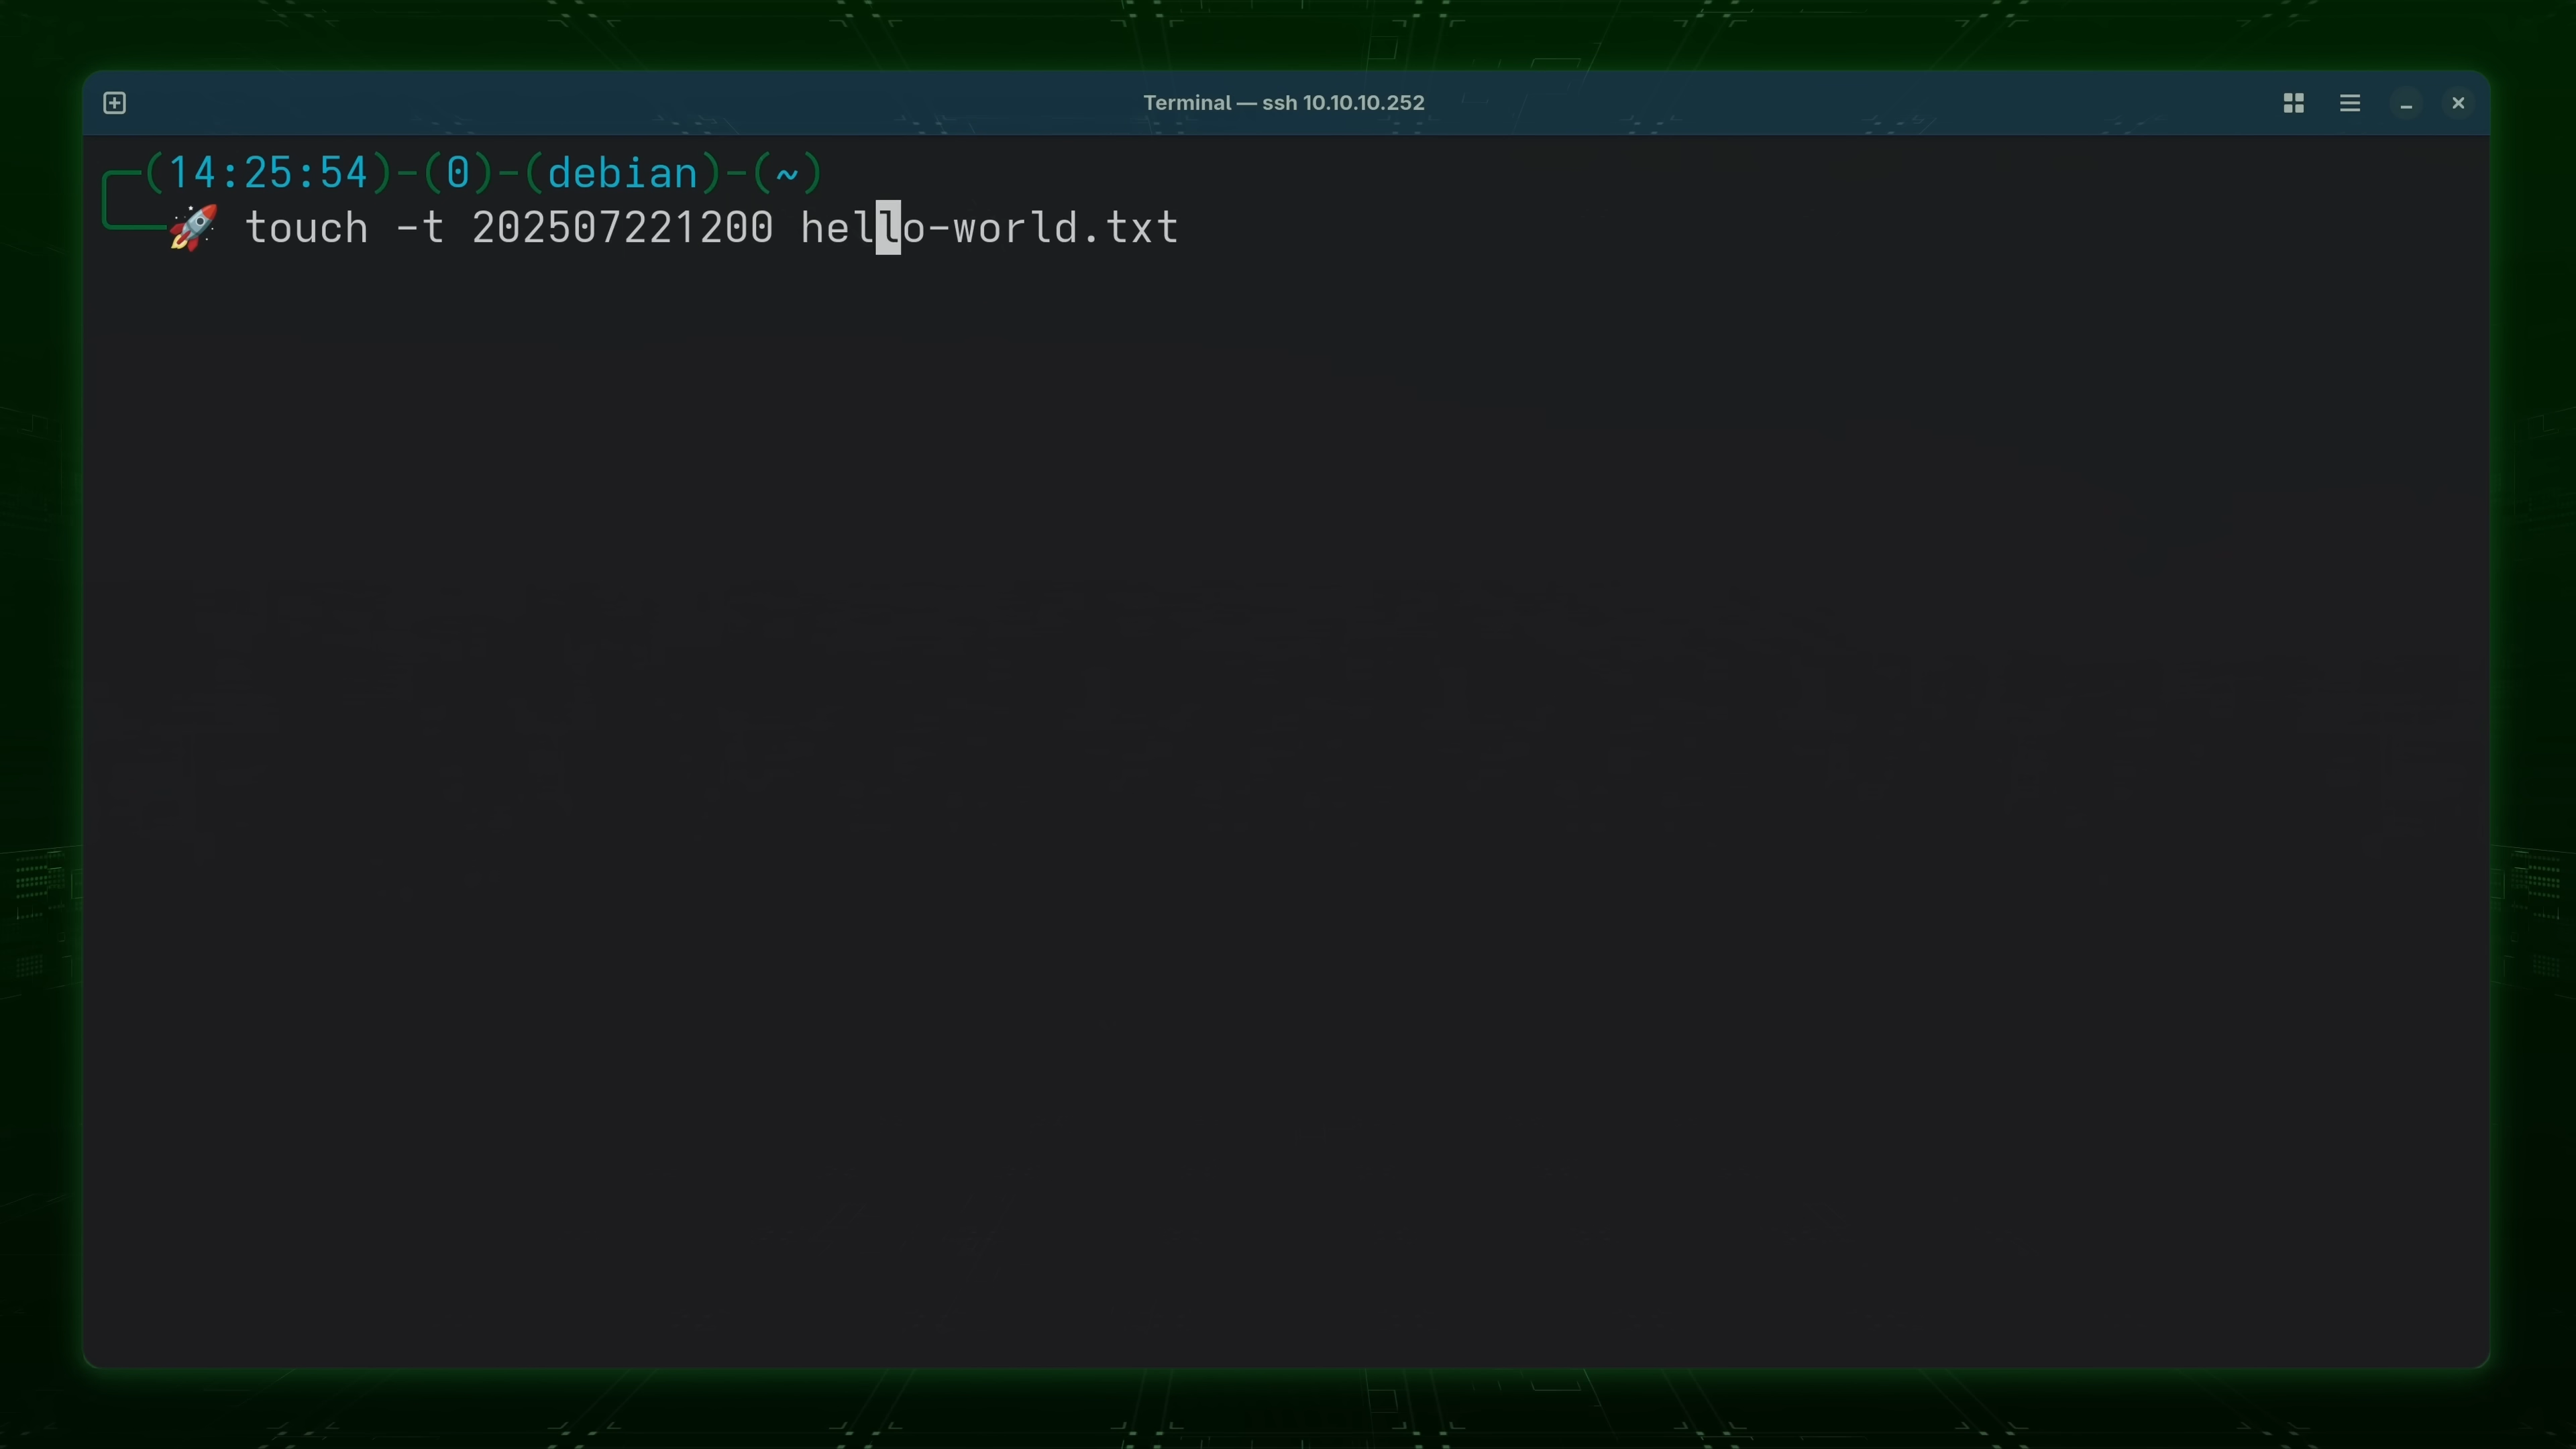 Terminal — ssh 10.10.10.252
(14:25:54)-(0)-(debian)-(~)
🚀 touch -t 202507221200 hello-world.txt